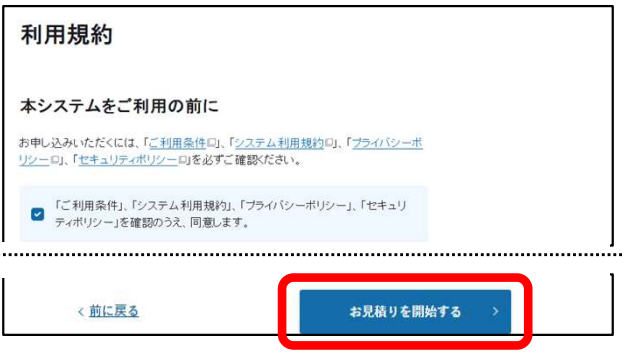 利用規約
本システムをご利用の前に
お申し込みいただくには、「ご利用条件」、「システム利用規約」、「プライバシーポ
リシー」、「セキュリティポリシー」を必ずご確認ください。
「ご利用条件」、「システム利用規約」、「プライバシーポリシー」、「セキュリ
ティポリシー」を確認のうえ、同意します。
< 前に戻る
お見積りを開始する >